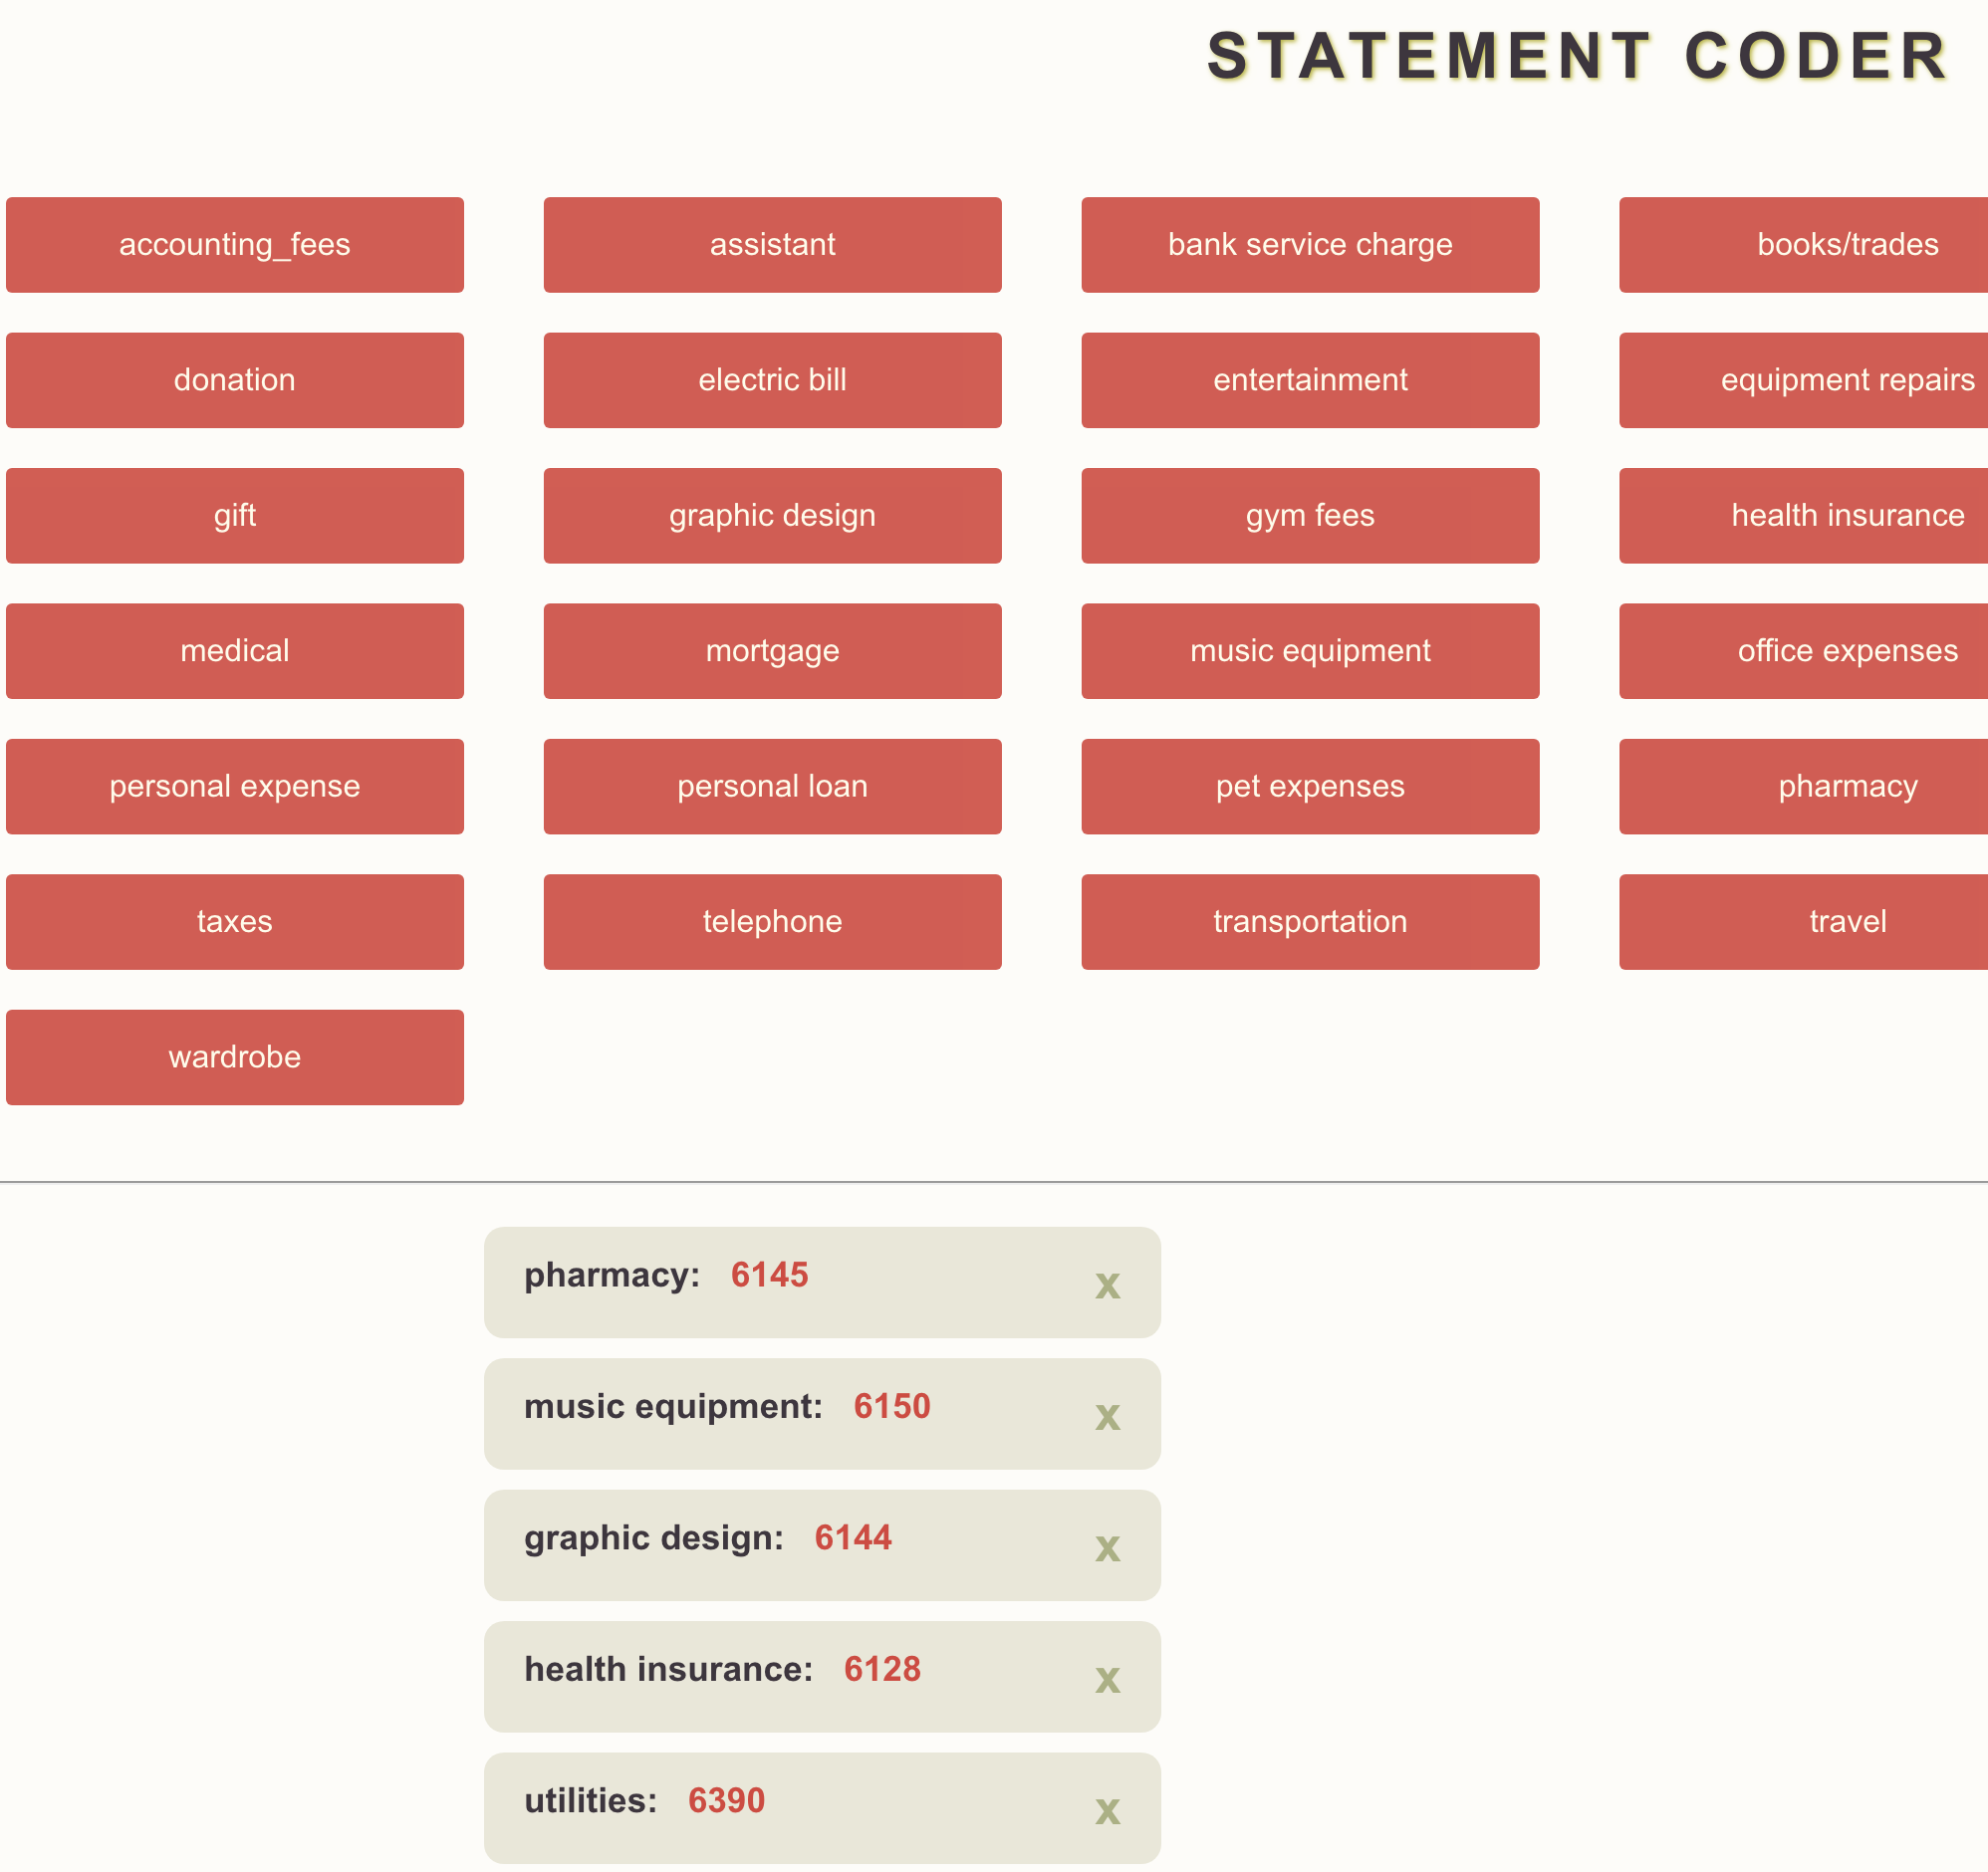 STATEMENT CODER
accounting_fees assistant bank service charge books/trades
donation electric bill entertainment equipment repairs
gift graphic design gym fees health insurance
medical mortgage music equipment office expenses
personal expense personal loan pet expenses pharmacy
taxes telephone transportation travel
wardrobe
pharmacy: 6145 x
music equipment: 6150 x
graphic design: 6144 x
health insurance: 6128 x
utilities: 6390 x